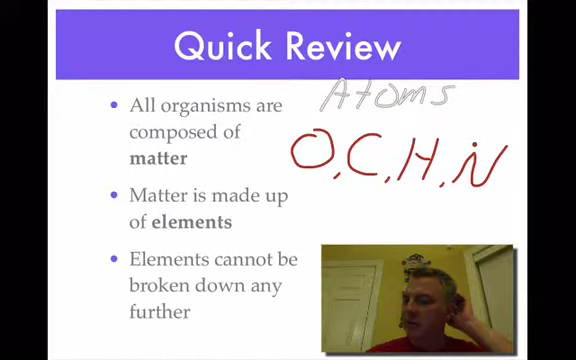 Quick Review
• All organisms are
composed of
matter
• Matter is made up
of elements
• Elements cannot be
broken down any
further
Atoms
O, C, H, N